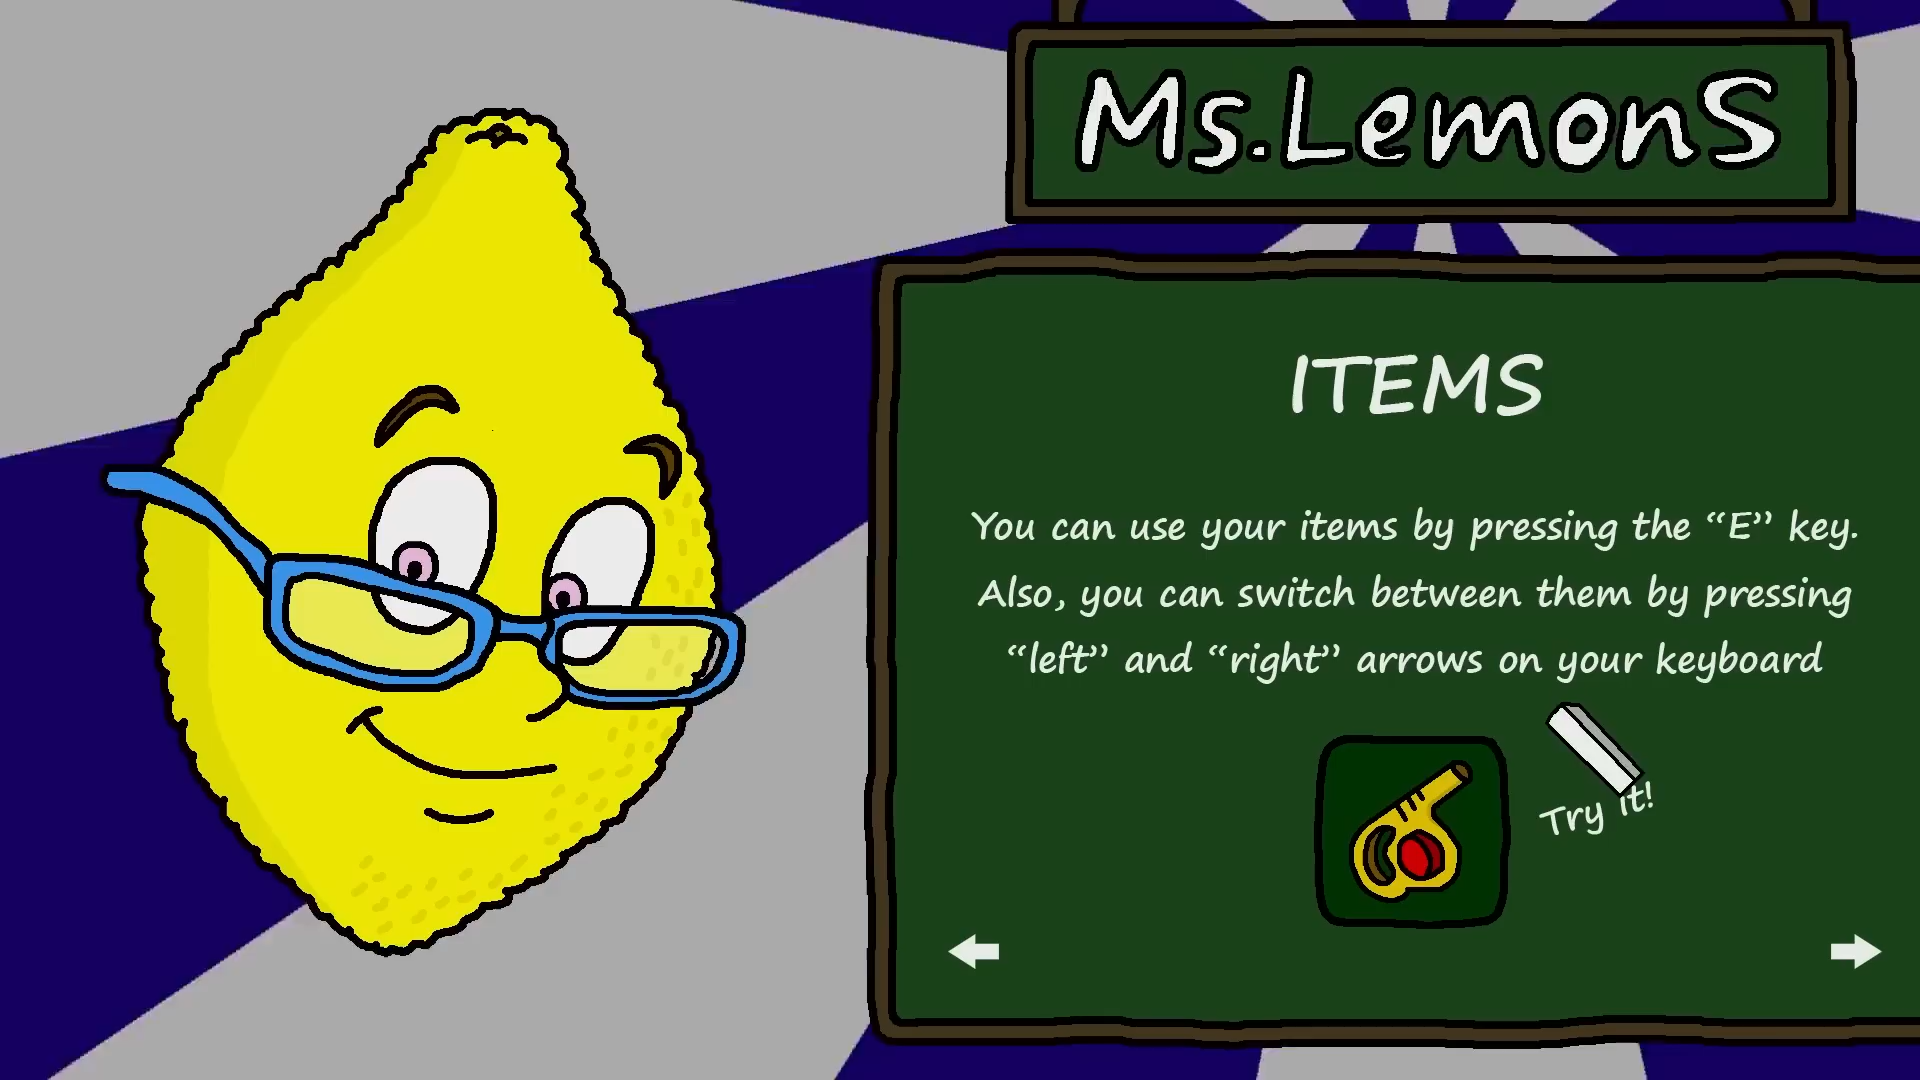 Ms.LemonS
ITEMS
You can use your items by pressing the “E” key.
Also, you can switch between them by pressing
“left” and “right” arrows on your keyboard
Try it!